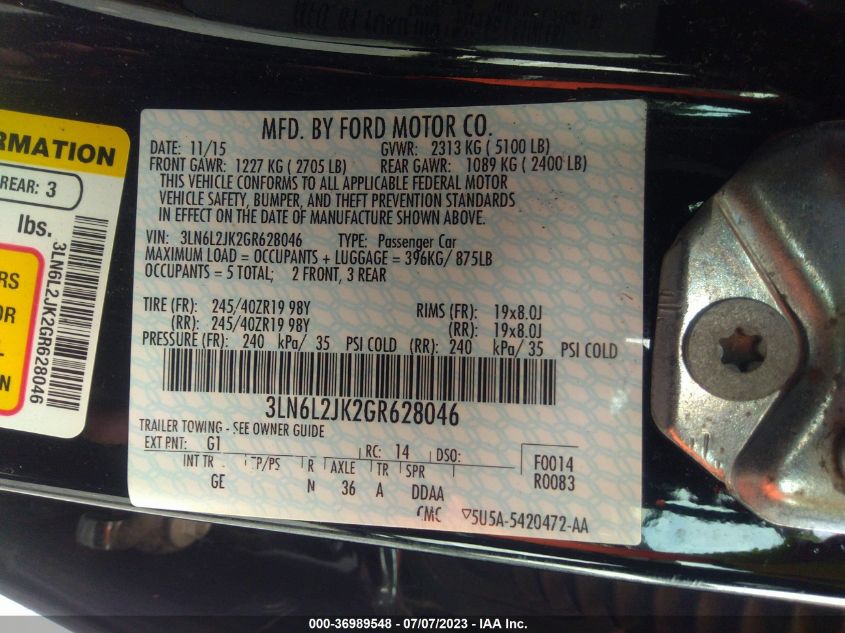 MFD. BY FORD MOTOR CO.
DATE: 11/15 GVWR: 2313 KG ( 5100 LB)
FRONT GAWR: 1227 KG ( 2705 LB) REAR GAWR: 1089 KG ( 2400 LB)
THIS VEHICLE CONFORMS TO ALL APPLICABLE FEDERAL MOTOR
VEHICLE SAFETY, BUMPER, AND THEFT PREVENTION STANDARDS
IN EFFECT ON THE DATE OF MANUFACTURE SHOWN ABOVE.
VIN: 3LN6L2JK2GR628046 TYPE: Passenger Car
MAXIMUM LOAD = OCCUPANTS + LUGGAGE = 396KG/ 875LB
OCCUPANTS = 5 TOTAL; 2 FRONT, 3 REAR
TIRE (FR): 245/40ZR19 98Y RIMS (FR): 19x8.0J
(RR): 245/40ZR19 98Y (RR): 19x8.0J
PRESSURE (FR): 240 kPa/ 35 PSI COLD (RR): 240 kPa/ 35 PSI COLD
3LN6L2JK2GR628046
TRAILER TOWING - SEE OWNER GUIDE
EXT PNT: G1 RC: 14 DSO:
F0014
R0083
INT TR TP/PS R AXLE TR SPR
GE N 36 A DDAA
CMC ▽5U5A-5420472-AA
RMATION
REAR: 3
lbs.
3LN6L2JK2GR628046
RS
OR
L
N
000-36989548 - 07/07/2023 - IAA Inc.